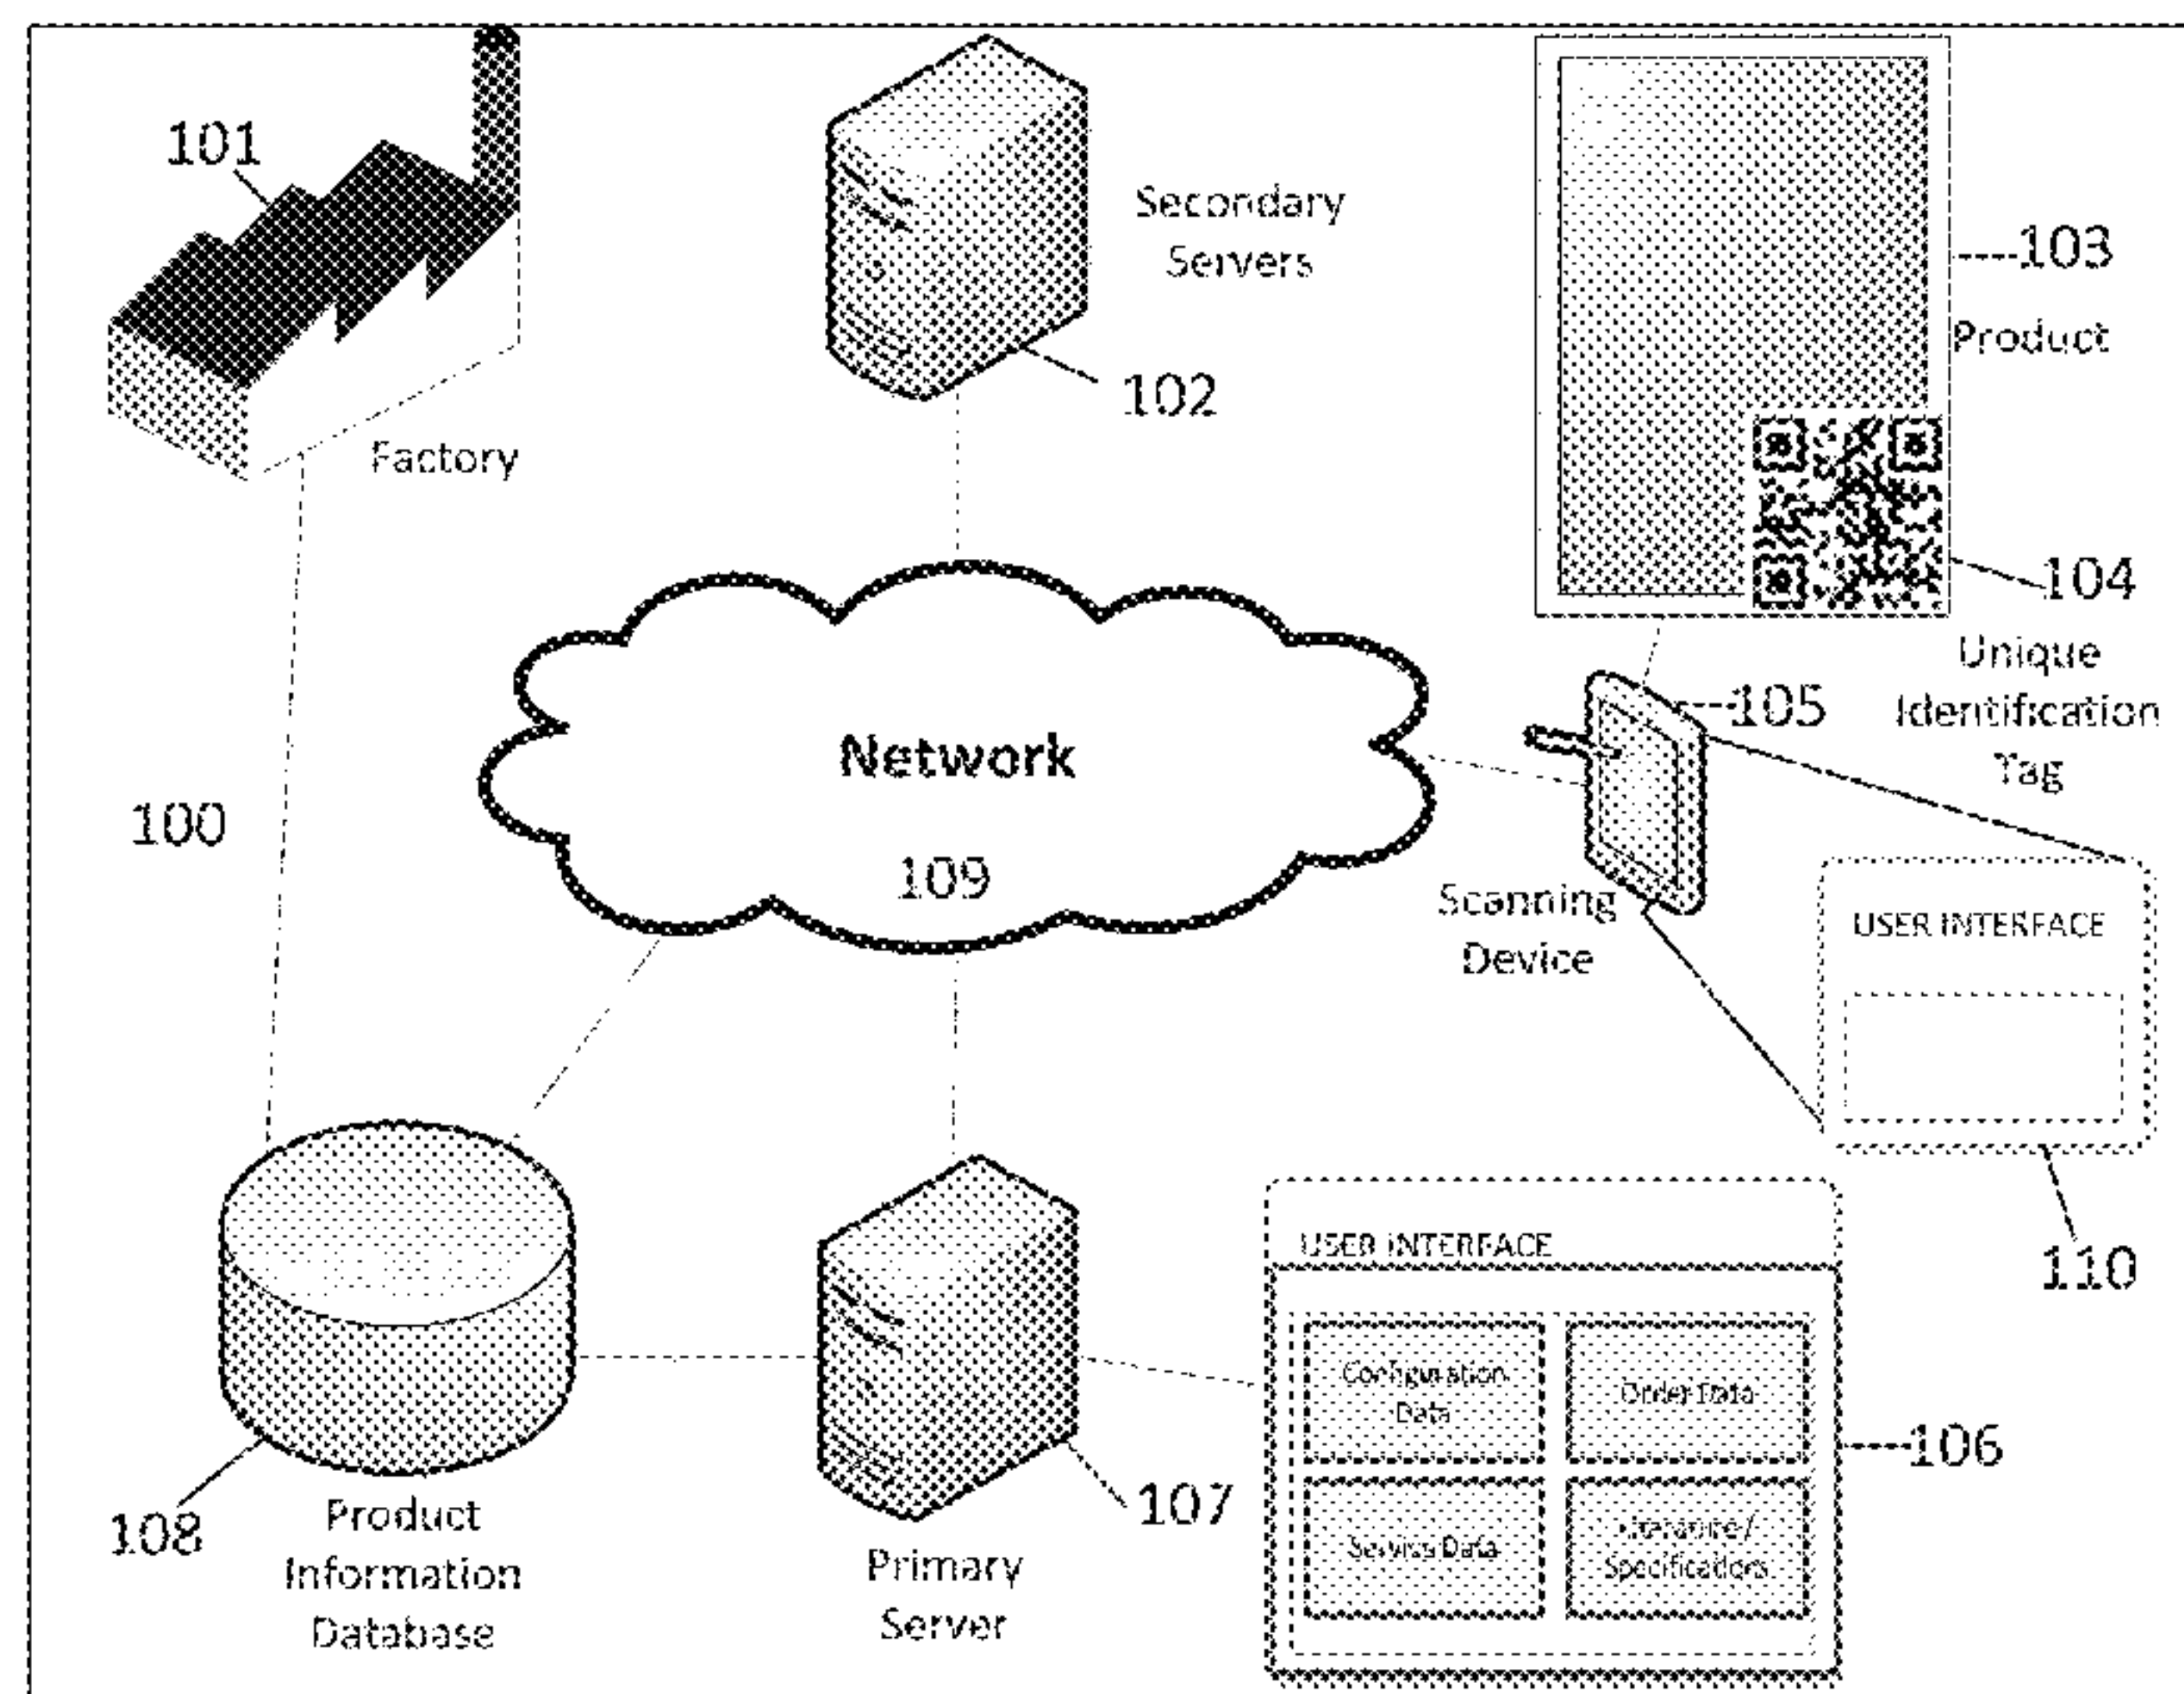 101
Factory
Secondary
Servers
102
103
Product
104
Unique
Identification
Tag
105
Scanning
Device
100
Network
109
USER INTERFACE
110
108
Product
Information
Database
107
Primary
Server
USER INTERFACE
Configuration
Data
Order Data
Service Data
Literature /
Specifications
106